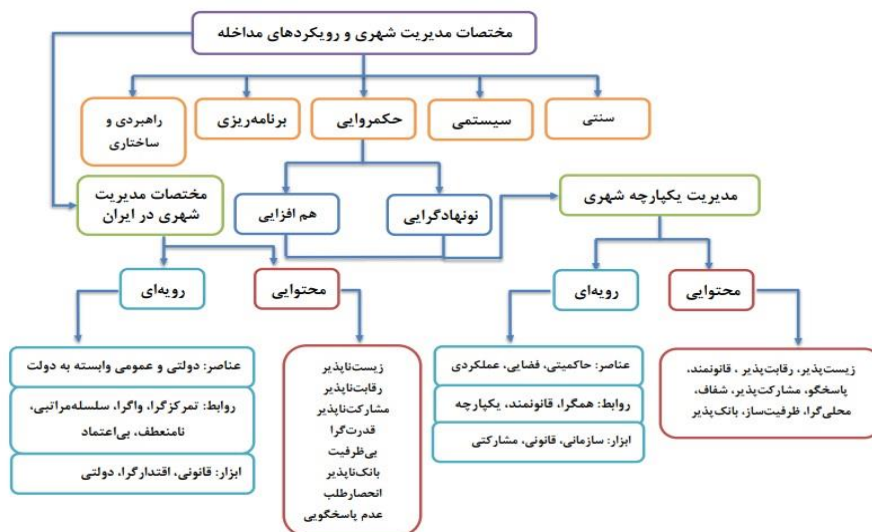 مختصات مدیریت شهری و رویکردهای مداخله
سنتی
سیستمی
حکمروایی
برنامه‌ریزی
راهبردی و
ساختاری
مدیریت یکپارچه شهری
نونهادگرایی
هم افزایی
مختصات مدیریت
شهری در ایران
محتوایی
رویه‌ای
محتوایی
رویه‌ای
زیست‌پذیر، رقابت‌پذیر ، قانونمند،
پاسخگو، مشارکت‌پذیر، شفاف،
محلی‌گرا، ظرفیت‌ساز، بانک‌پذیر
عناصر: حاکمیتی، فضایی، عملکردی
روابط: همگرا، قانونمند، یکپارچه
ابزار: سازمانی، قانونی، مشارکتی
زیست‌ناپذیر
رقابت‌ناپذیر
مشارکت‌ناپذیر
قدرت‌گرا
بی‌ظرفیت
بانک‌ناپذیر
انحصارطلب
عدم پاسخگویی
عناصر: دولتی و عمومی وابسته به دولت
روابط: تمرکزگرا، واگرا، سلسله‌مراتبی،
نامنعطف، بی‌اعتماد
ابزار: قانونی، اقتدارگرا، دولتی